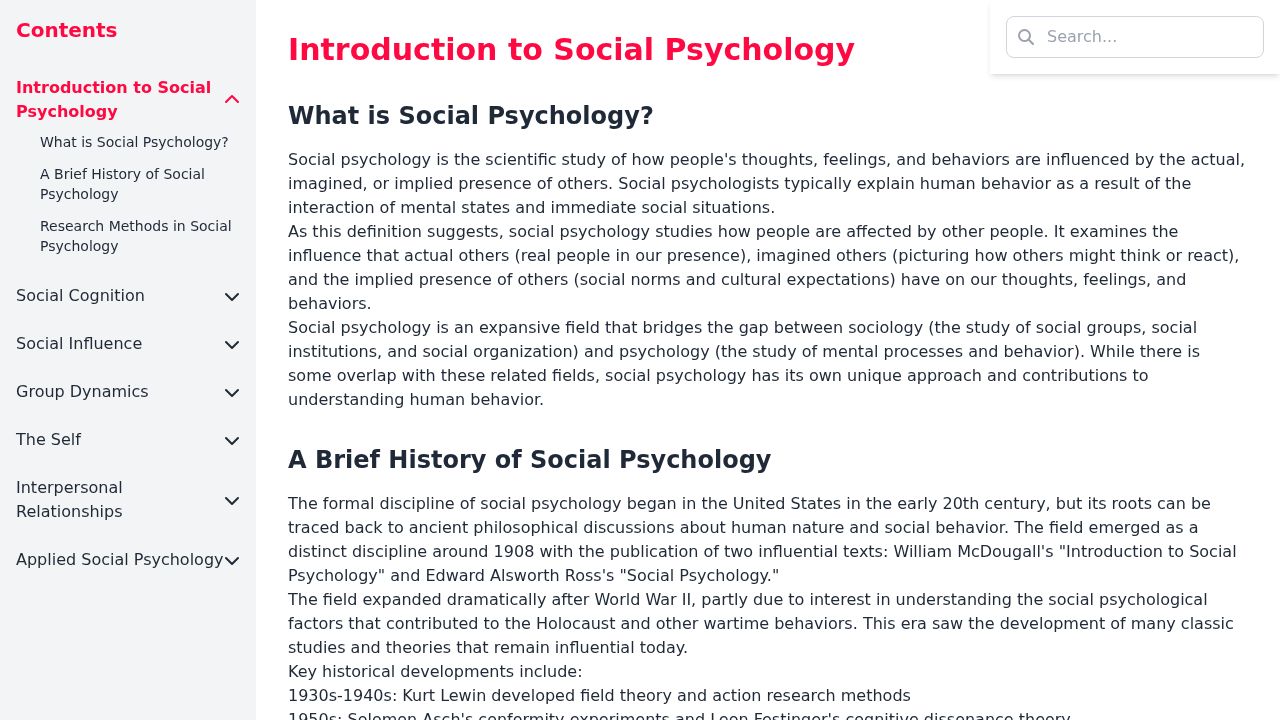 Contents
Introduction to Social
Psychology
What is Social Psychology?
A Brief History of Social
Psychology
Research Methods in Social
Psychology
Social Cognition
Social Influence
Group Dynamics
The Self
Interpersonal
Relationships
Applied Social Psychology
Search...
Introduction to Social Psychology
What is Social Psychology?
Social psychology is the scientific study of how people's thoughts, feelings, and behaviors are influenced by the actual,
imagined, or implied presence of others. Social psychologists typically explain human behavior as a result of the
interaction of mental states and immediate social situations.
As this definition suggests, social psychology studies how people are affected by other people. It examines the
influence that actual others (real people in our presence), imagined others (picturing how others might think or react),
and the implied presence of others (social norms and cultural expectations) have on our thoughts, feelings, and
behaviors.
Social psychology is an expansive field that bridges the gap between sociology (the study of social groups, social
institutions, and social organization) and psychology (the study of mental processes and behavior). While there is
some overlap with these related fields, social psychology has its own unique approach and contributions to
understanding human behavior.
A Brief History of Social Psychology
The formal discipline of social psychology began in the United States in the early 20th century, but its roots can be
traced back to ancient philosophical discussions about human nature and social behavior. The field emerged as a
distinct discipline around 1908 with the publication of two influential texts: William McDougall's "Introduction to Social
Psychology" and Edward Alsworth Ross's "Social Psychology."
The field expanded dramatically after World War II, partly due to interest in understanding the social psychological
factors that contributed to the Holocaust and other wartime behaviors. This era saw the development of many classic
studies and theories that remain influential today.
Key historical developments include:
1930s-1940s: Kurt Lewin developed field theory and action research methods
1950s: Solomon Asch's conformity experiments and Leon Festinger's cognitive dissonance theory